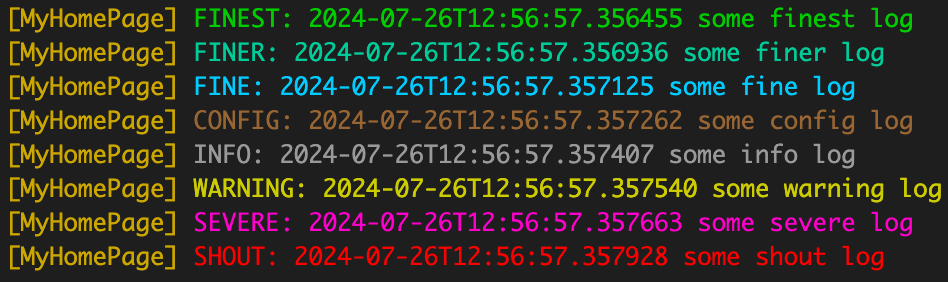 [MyHomePage] FINEST: 2024-07-26T12:56:57.356455 some finest log
[MyHomePage] FINER: 2024-07-26T12:56:57.356936 some finer log
[MyHomePage] FINE: 2024-07-26T12:56:57.357125 some fine log
[MyHomePage] CONFIG: 2024-07-26T12:56:57.357262 some config log
[MyHomePage] INFO: 2024-07-26T12:56:57.357407 some info log
[MyHomePage] WARNING: 2024-07-26T12:56:57.357540 some warning log
[MyHomePage] SEVERE: 2024-07-26T12:56:57.357663 some severe log
[MyHomePage] SHOUT: 2024-07-26T12:56:57.357928 some shout log